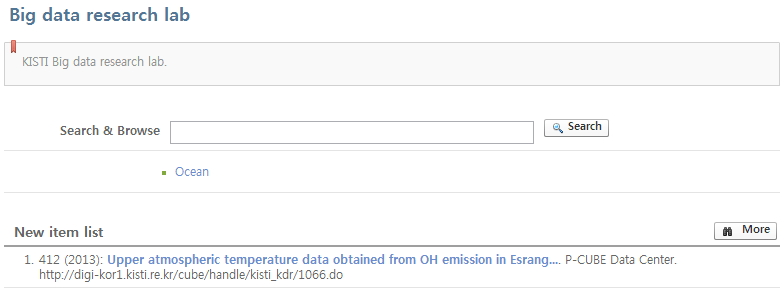 Big data research lab
KISTI Big data research lab.
Search & Browse
Search
Ocean
New item list
More
1. 412 (2013): Upper atmospheric temperature data obtained from OH emission in Esrang.... P-CUBE Data Center.
http://digi-kor1.kisti.re.kr/cube/handle/kisti_kdr/1066.do